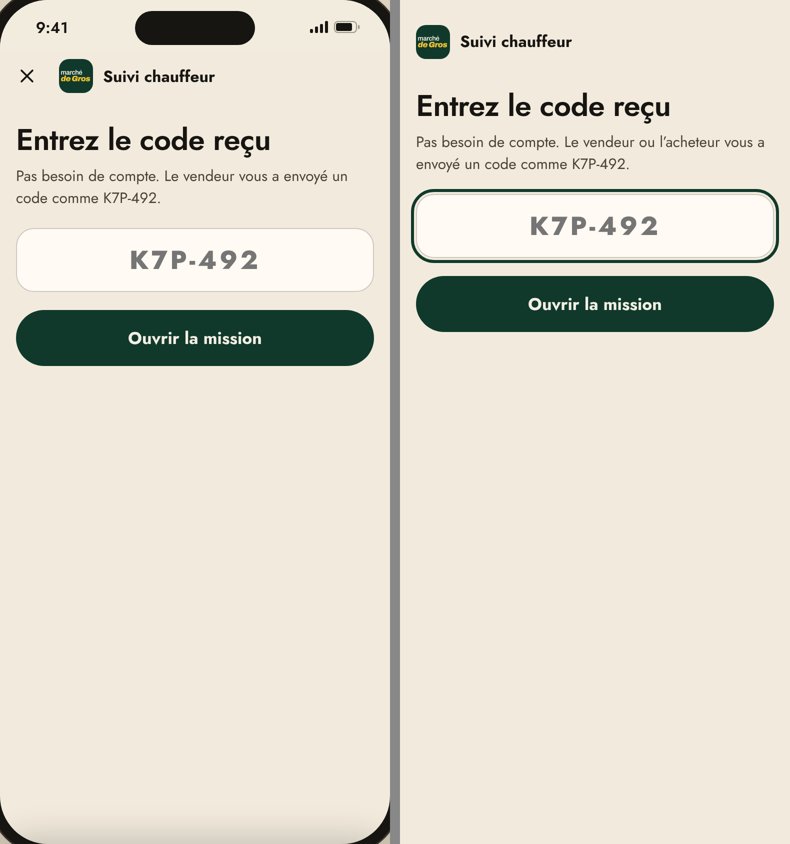 9:41
marché
de Gros
Suivi chauffeur
Entrez le code reçu
Pas besoin de compte. Le vendeur vous a envoyé un
code comme K7P-492.
K7P-492
Ouvrir la mission
marché
de Gros
Suivi chauffeur
Entrez le code reçu
Pas besoin de compte. Le vendeur ou l’acheteur vous a
envoyé un code comme K7P-492.
K7P-492
Ouvrir la mission